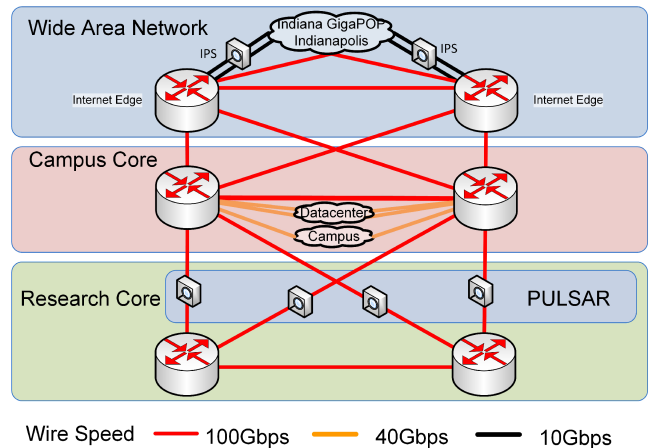 Wide Area Network
Indiana GigaPOP
Indianapolis
IPS
IPS
Internet Edge
Internet Edge
Campus Core
Datacenter
Campus
Research Core
PULSAR
Wire Speed
100Gbps
40Gbps
10Gbps